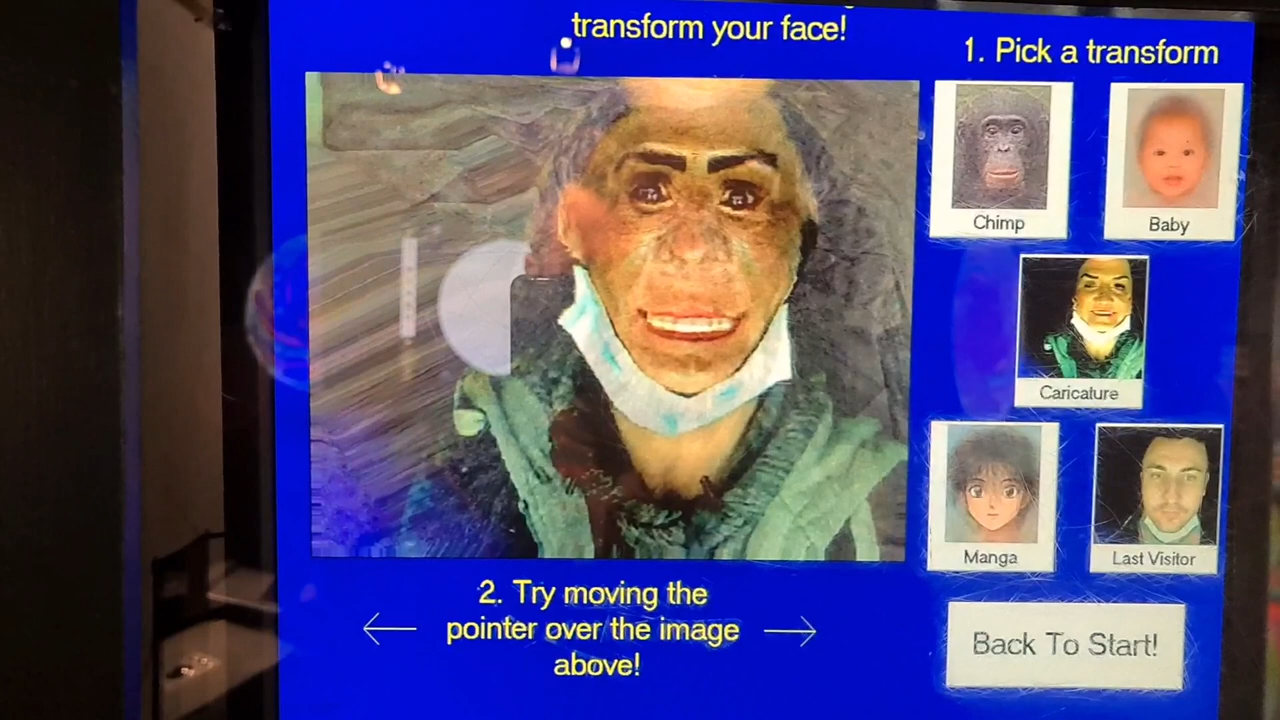 transform your face!
1. Pick a transform
Chimp
Baby
Caricature
Manga
Last Visitor
2. Try moving the
pointer over the image
above!
Back To Start!